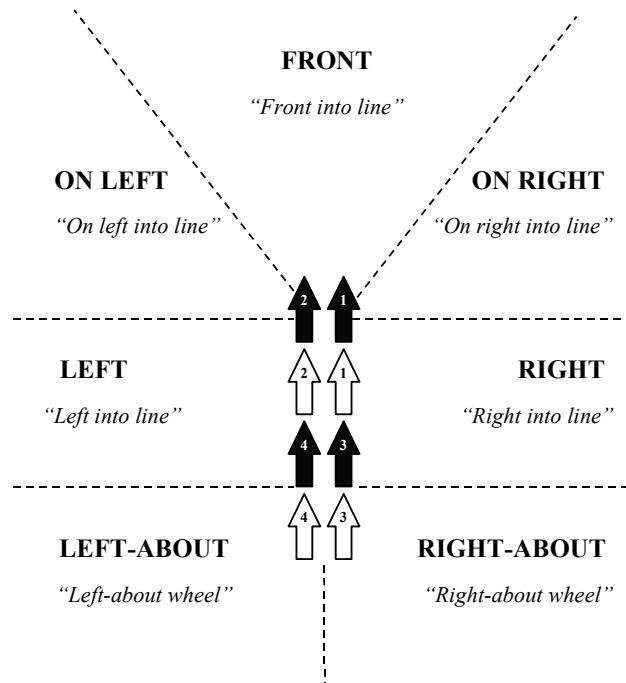 FRONT
“Front into line”
ON LEFT
ON RIGHT
“On left into line”
“On right into line”
2 1
LEFT
2 1
RIGHT
“Left into line”
“Right into line”
4 3
4 3
LEFT-ABOUT
RIGHT-ABOUT
“Left-about wheel”
“Right-about wheel”